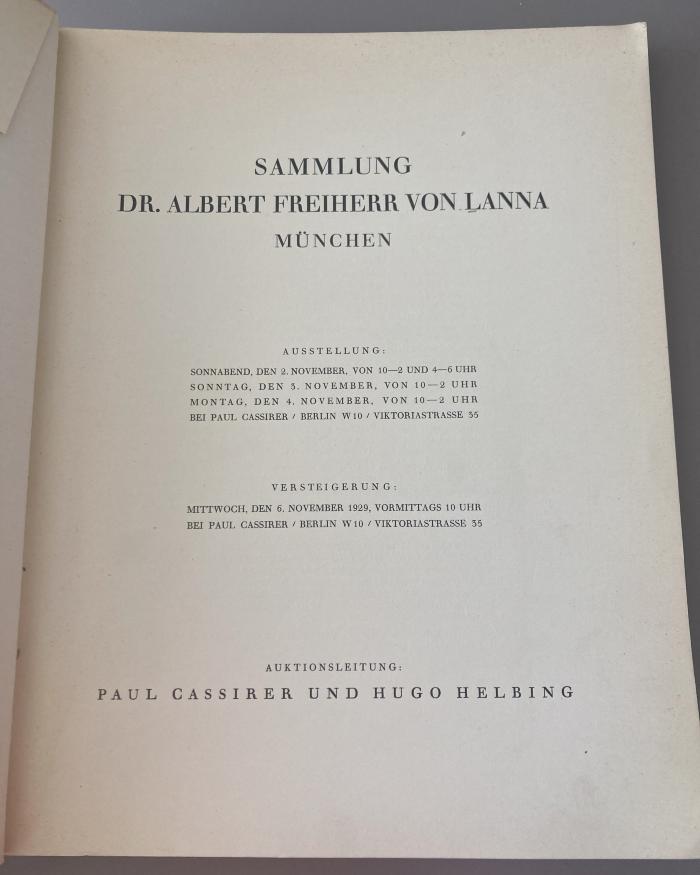 SAMMLUNG
DR. ALBERT FREIHERR VON LANNA
MÜNCHEN
AUSSTELLUNG:
SONNABEND, DEN 2. NOVEMBER, VON 10—2 UND 4—6 UHR
SONNTAG, DEN 3. NOVEMBER, VON 10—2 UHR
MONTAG, DEN 4. NOVEMBER, VON 10—2 UHR
BEI PAUL CASSIRER / BERLIN W10 / VIKTORIASTRASSE 35
VERSTEIGERUNG:
MITTWOCH, DEN 6. NOVEMBER 1929, VORMITTAGS 10 UHR
BEI PAUL CASSIRER / BERLIN W10 / VIKTORIASTRASSE 35
AUKTIONSLEITUNG:
PAUL CASSIRER UND HUGO HELBING